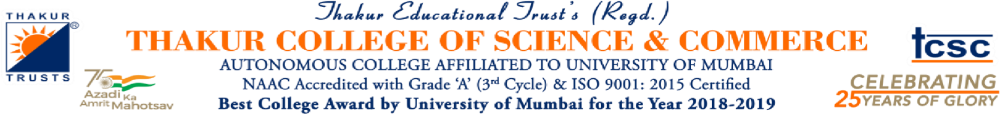 THAKUR
®
TRUSTS
75
Azadi Ka
Amrit Mahotsav
Thakur Educational Trust's (Regd.)
THAKUR COLLEGE OF SCIENCE & COMMERCE
AUTONOMOUS COLLEGE AFFILIATED TO UNIVERSITY OF MUMBAI
NAAC Accredited with Grade ‘A’ (3rd Cycle) & ISO 9001: 2015 Certified
Best College Award by University of Mumbai for the Year 2018-2019
tcsc
CELEBRATING
25YEARS OF GLORY